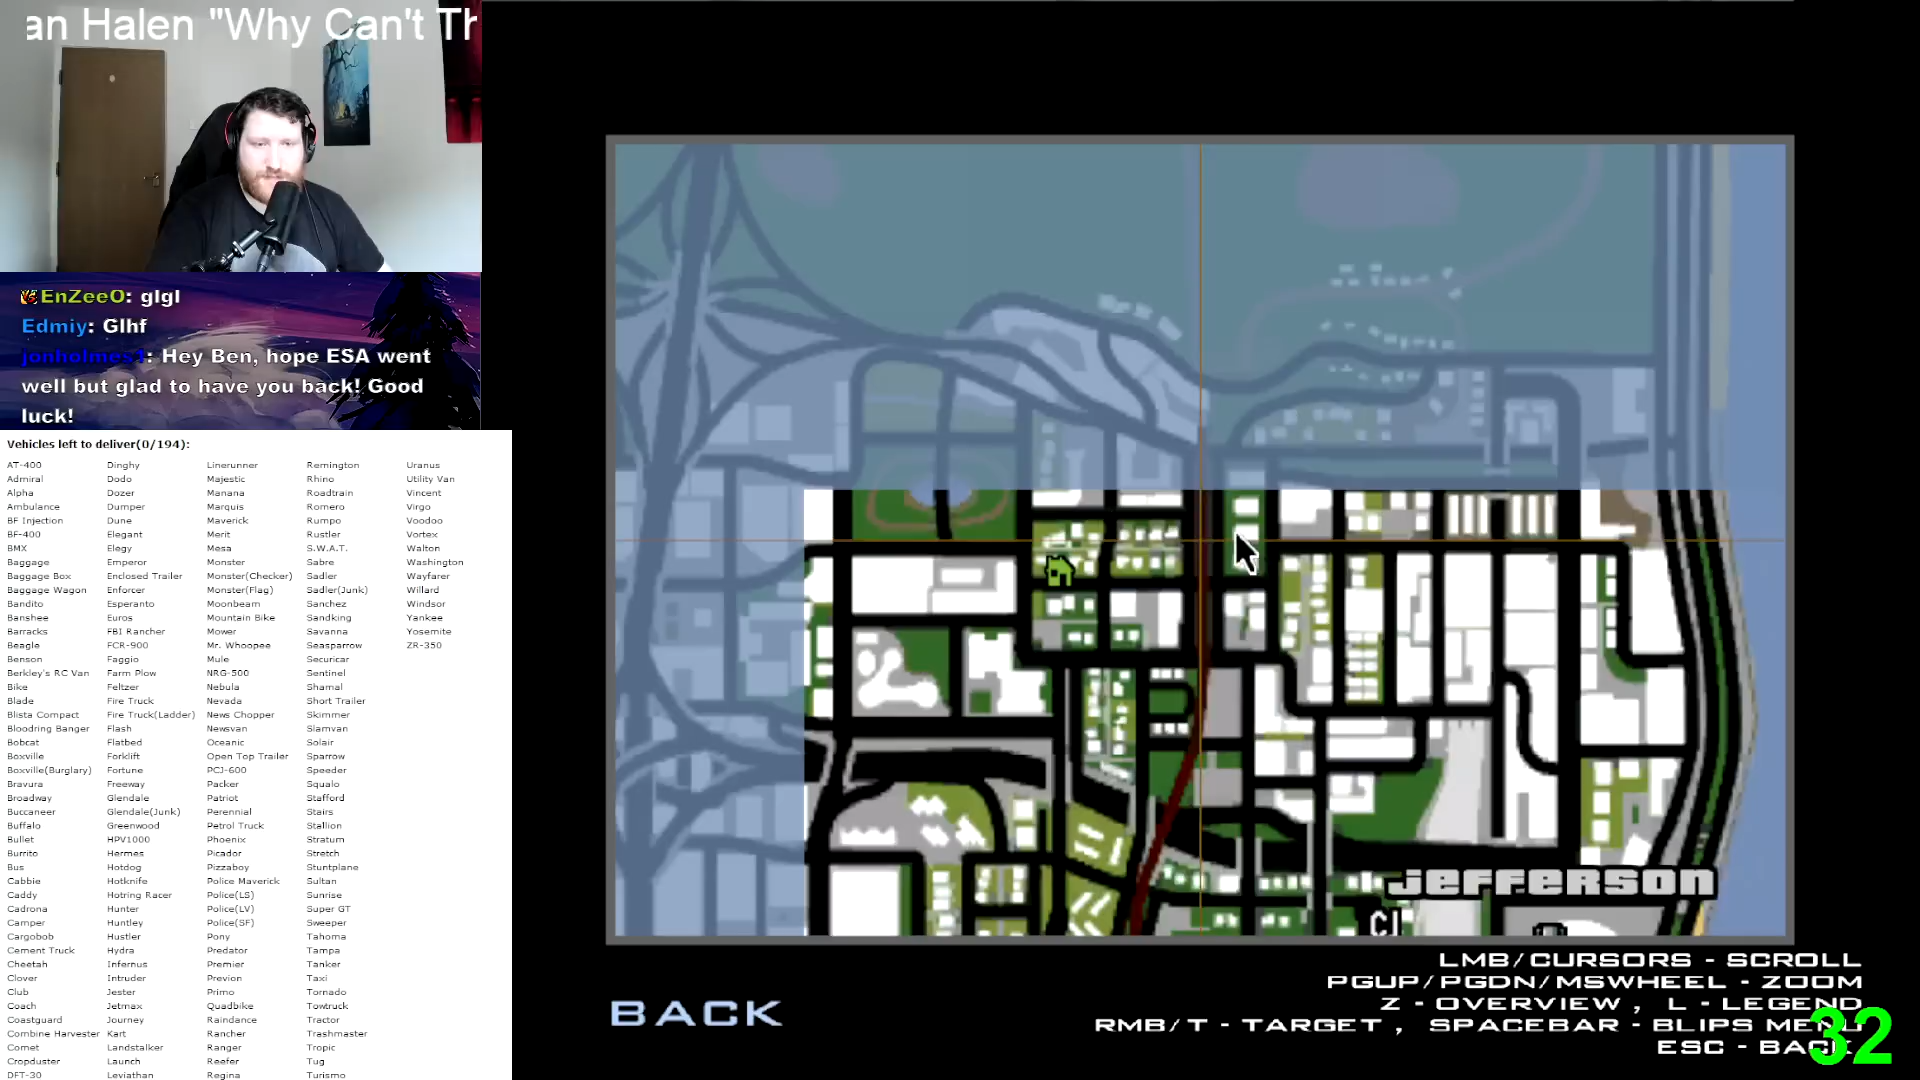 an Halen "Why Can't Th
EnZeeO: glgl
Edmiy: Glhf
jonholmes1: Hey Ben, hope ESA went
well but glad to have you back! Good
luck!
Vehicles left to deliver(0/194):
AT-400 Dinghy Linerunner Remington Uranus
Admiral Dodo Majestic Rhino Utility Van
Alpha Dozer Manana Roadtrain Vincent
Ambulance Dumper Marquis Romero Virgo
BF Injection Dune Maverick Rumpo Voodoo
BF-400 Elegant Merit Rustler Vortex
BMX Elegy Mesa S.W.A.T. Walton
Baggage Emperor Monster Sabre Washington
Baggage Box Enclosed Trailer Monster(Checker) Sadler Wayfarer
Baggage Wagon Enforcer Monster(Flag) Sadler(Junk) Willard
Bandito Esperanto Moonbeam Sanchez Windsor
Banshee Euros Mountain Bike Sandking Yankee
Barracks FBI Rancher Mower Savanna Yosemite
Beagle FCR-900 Mr. Whoopee Seasparrow ZR-350
Benson Faggio Mule Securicar
Berkley's RC Van Farm Plow NRG-500 Sentinel
Bike Feltzer Nebula Shamal
Blade Fire Truck Nevada Short Trailer
Blista Compact Fire Truck(Ladder) News Chopper Skimmer
Bloodring Banger Flash Newsvan Slamvan
Bobcat Flatbed Oceanic Solair
Boxville Forklift Open Top Trailer Sparrow
Boxville(Burglary) Fortune PCJ-600 Speeder
Bravura Freeway Packer Squalo
Broadway Glendale Patriot Stafford
Buccaneer Glendale(Junk) Perennial Stairs
Buffalo Greenwood Petrol Truck Stallion
Bullet HPV1000 Phoenix Stratum
Burrito Hermes Picador Stretch
Bus Hotdog Pizzaboy Stuntplane
Cabbie Hotknife Police Maverick Sultan
Caddy Hotring Racer Police(LS) Sunrise
Cadrona Hunter Police(LV) Super GT
Camper Huntley Police(SF) Sweeper
Cargobob Hustler Pony Tahoma
Cement Truck Hydra Predator Tampa
Cheetah Infernus Premier Tanker
Clover Intruder Previon Taxi
Club Jester Primo Tornado
Coach Jetmax Quadbike Towtruck
Coastguard Journey Raindance Tractor
Combine Harvester Kart Rancher Trashmaster
Comet Landstalker Ranger Tropic
Cropduster Launch Reefer Tug
DFT-30 Leviathan Regina Turismo
JEFFERSON
CJ
BACK
LMB/CURSORS - SCROLL
PGUP/PGDN/MSWHEEL - ZOOM
Z - OVERVIEW , L - LEGEND
RMB/T - TARGET , SPACEBAR - BLIPS MENU
ESC - BACK
32